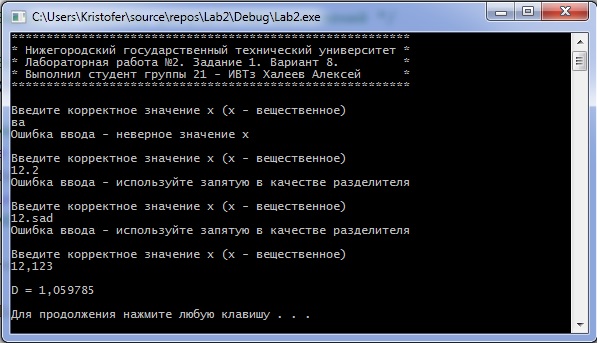 C:\Users\Kristofer\source\repos\Lab2\Debug\Lab2.exe
**************************************************
* Нижегородский государственный технический университет *
* Лабораторная работа №2. Задание 1. Вариант 8. *
* Выполнил студент группы 21 - ИВТз Халеев Алексей *
**************************************************
Введите корректное значение x (x - вещественное)
ва
Ошибка ввода - неверное значение x
Введите корректное значение x (x - вещественное)
12.2
Ошибка ввода - используйте запятую в качестве разделителя
Введите корректное значение x (x - вещественное)
12.sad
Ошибка ввода - используйте запятую в качестве разделителя
Введите корректное значение x (x - вещественное)
12,123
D = 1,059785
Для продолжения нажмите любую клавишу . . .